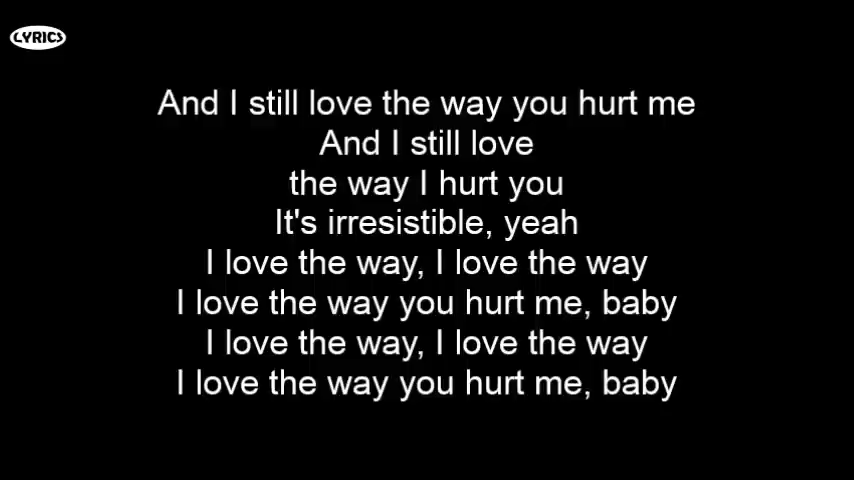 LYRICS
And I still love the way you hurt me
And I still love
the way I hurt you
It's irresistible, yeah
I love the way, I love the way
I love the way you hurt me, baby
I love the way, I love the way
I love the way you hurt me, baby